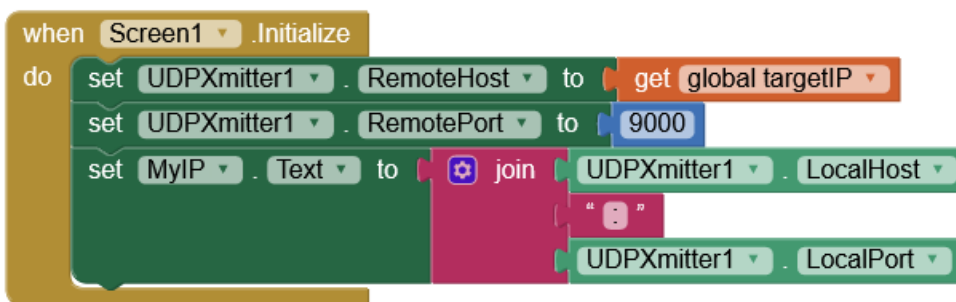 when Screen1 .Initialize
do set UDPXmitter1 . RemoteHost to get global targetIP
set UDPXmitter1 . RemotePort to 9000
set MyIP . Text to join UDPXmitter1 . LocalHost
" : "
UDPXmitter1 . LocalPort